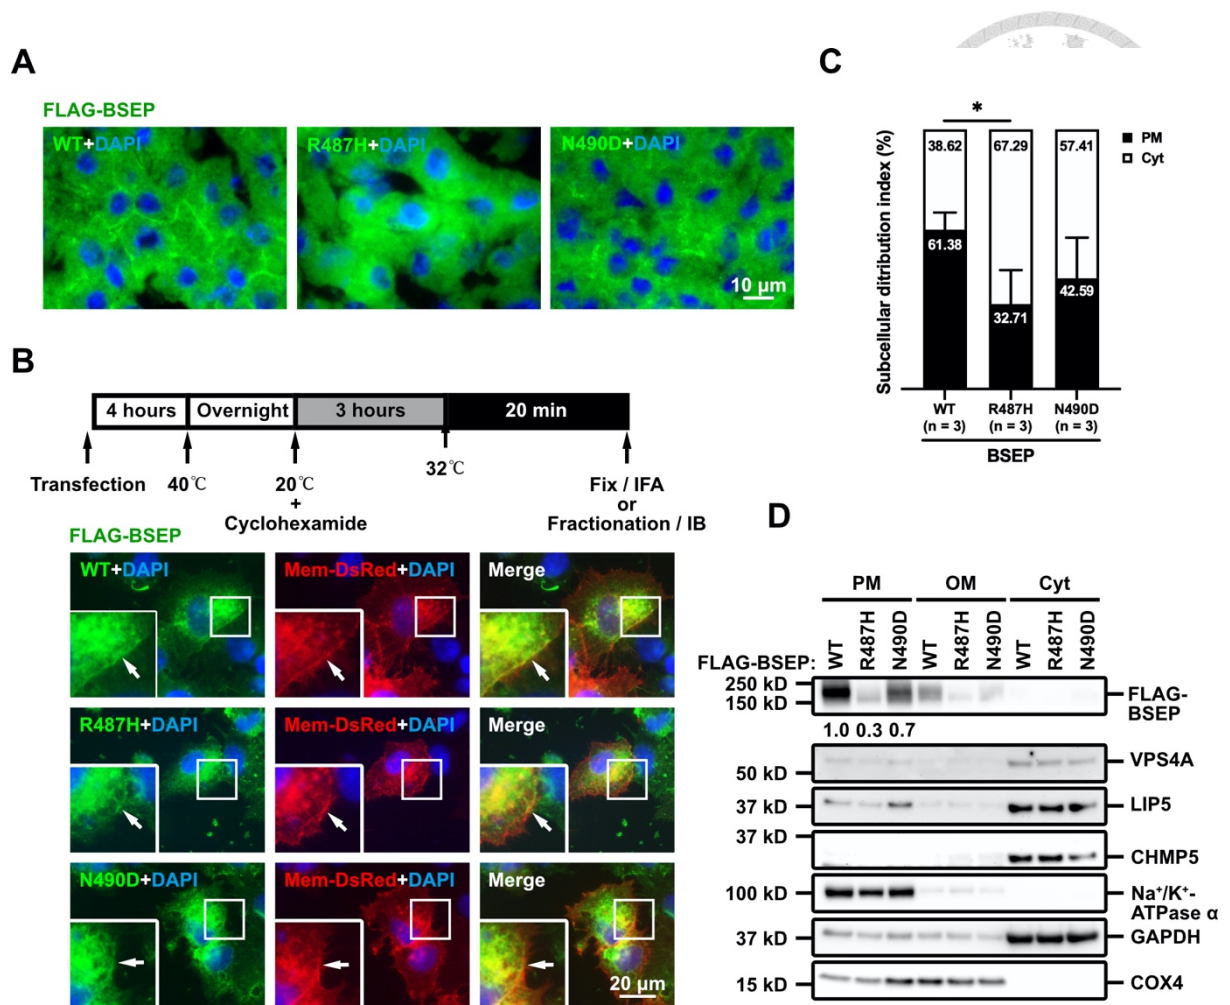 A
FLAG-BSEP
WT+DAPI
R487H+DAPI
N490D+DAPI
10 μm
B
4 hours
Overnight
3 hours
20 min
Transfection
40℃
20℃
+
Cyclohexamide
32℃
Fix / IFA
or
Fractionation / IB
FLAG-BSEP
WT+DAPI
Mem-DsRed+DAPI
Merge
R487H+DAPI
Mem-DsRed+DAPI
Merge
N490D+DAPI
Mem-DsRed+DAPI
Merge
20 μm
C
Subcellular ditribution index (%)
*
PM
Cyt
38.62
67.29
57.41
61.38
32.71
42.59
WT
(n = 3)
R487H
(n = 3)
N490D
(n = 3)
BSEP
D
PM
OM
Cyt
FLAG-BSEP:
WT
R487H
N490D
WT
R487H
N490D
WT
R487H
N490D
250 kD
150 kD
FLAG-
BSEP
1.0 0.3 0.7
50 kD
VPS4A
37 kD
LIP5
37 kD
CHMP5
100 kD
Na⁺/K⁺-
ATPase α
37 kD
GAPDH
15 kD
COX4